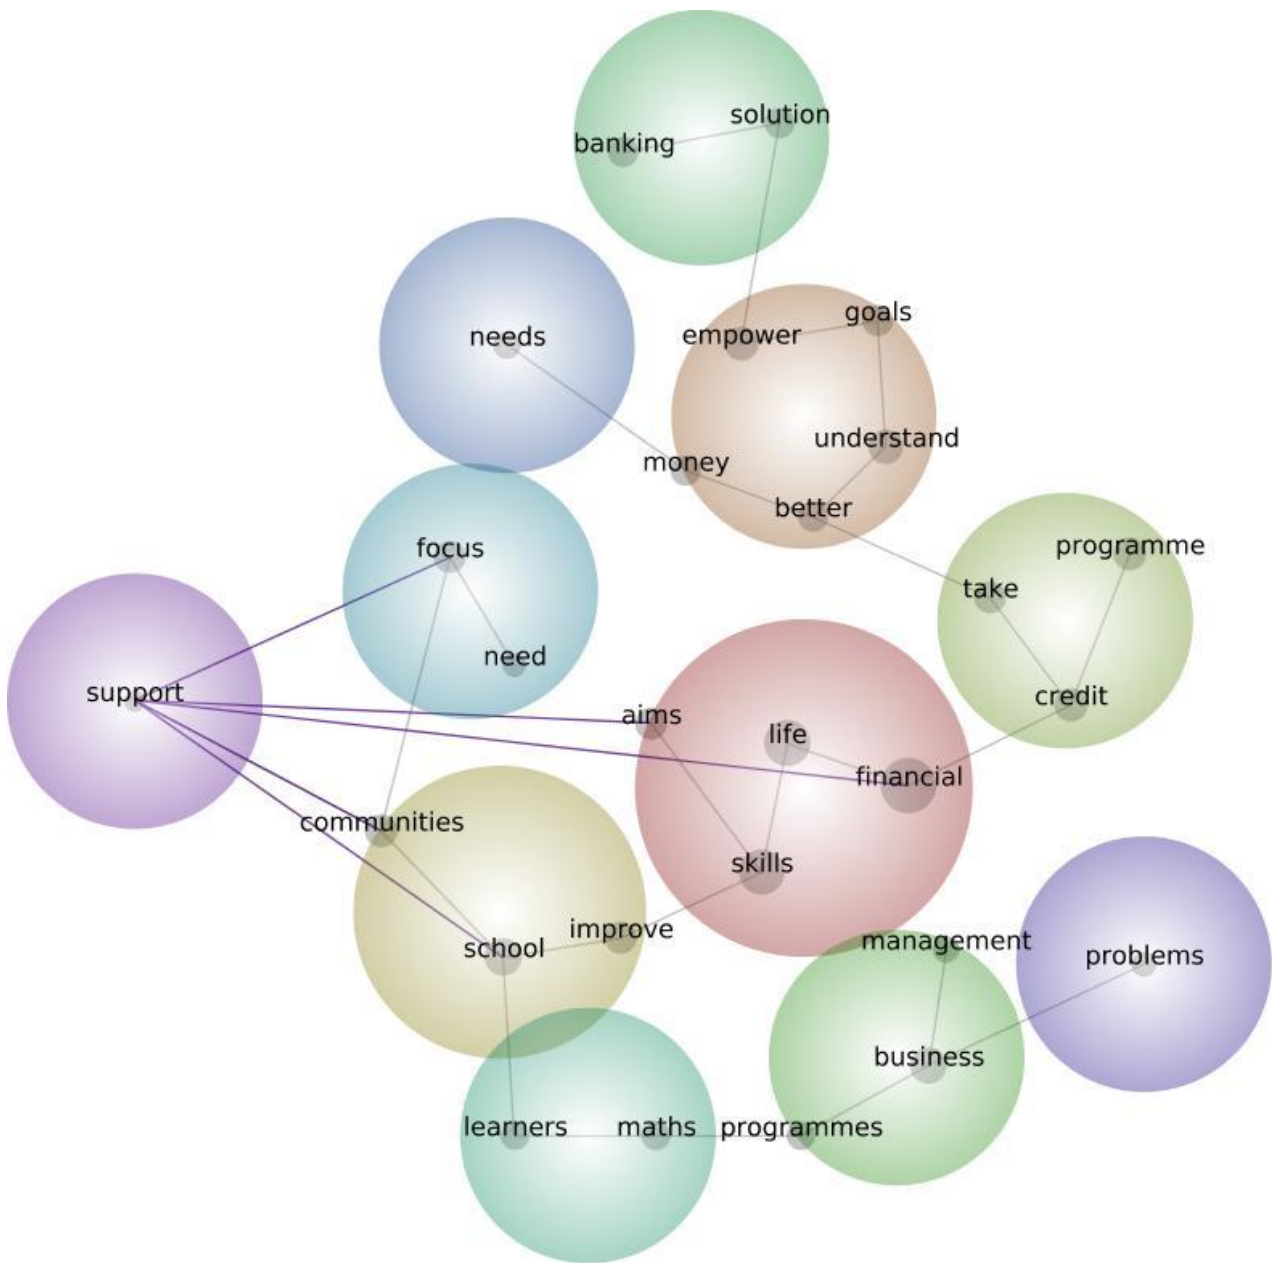 solution
banking
goals
empower
needs
understand
money
better
programme
focus
take
need
support
credit
aims
life
financial
communities
skills
improve
management
school
problems
business
learners
maths
programmes